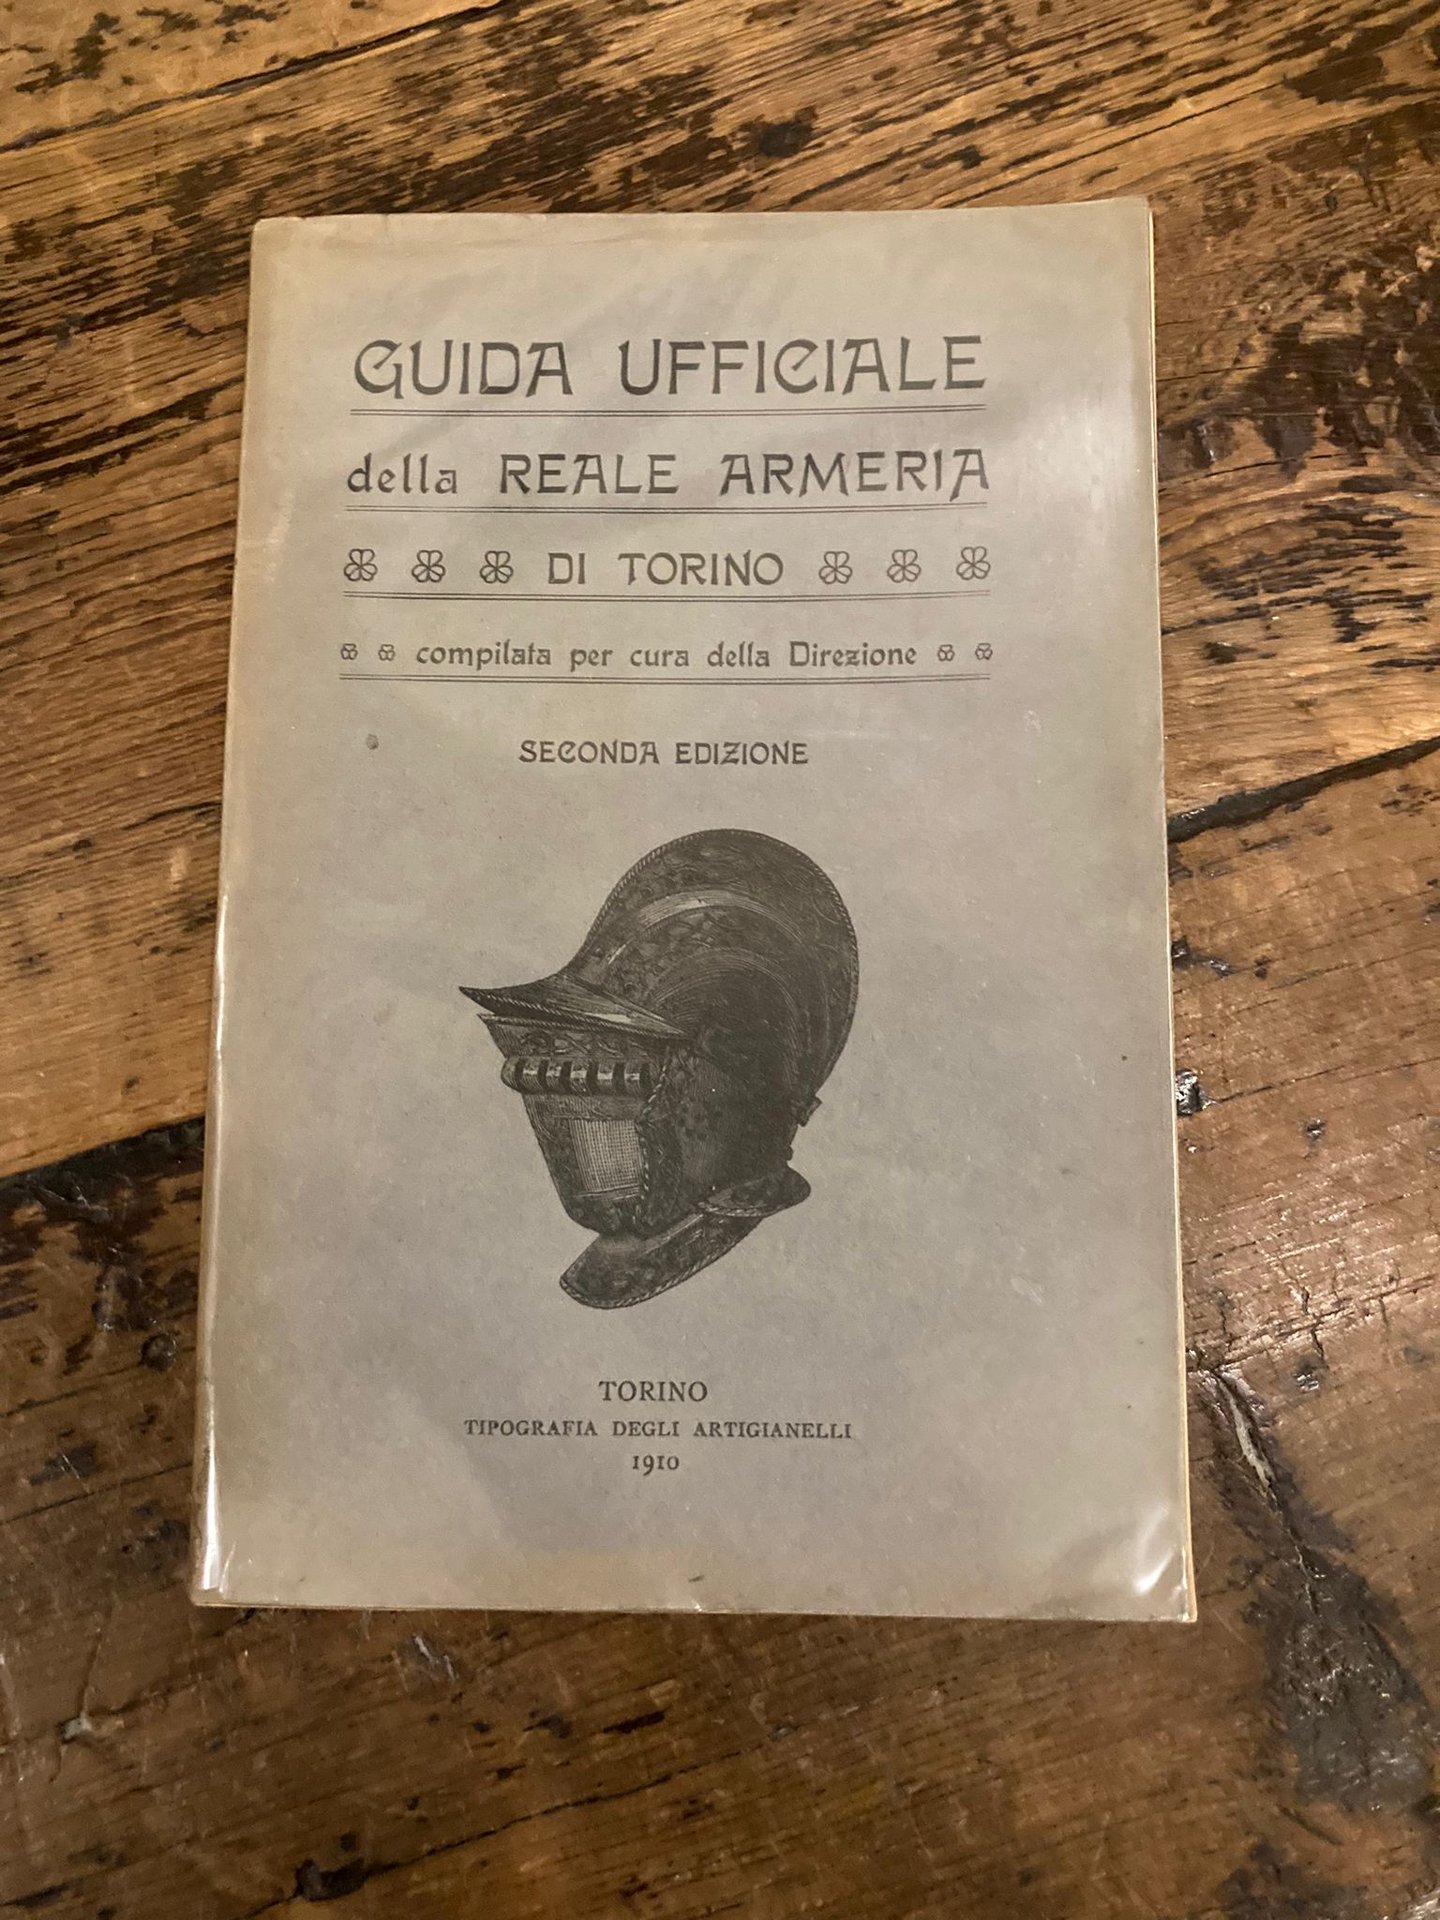 GUIDA UFFICIALE
della REALE ARMERIA
DI TORINO
compilata per cura della Direzione
SECONDA EDIZIONE
TORINO
TIPOGRAFIA DEGLI ARTIGIANELLI
1910